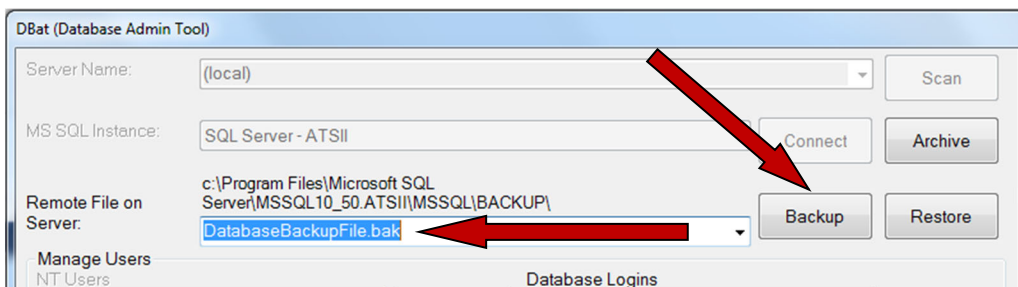 DBat (Database Admin Tool)
Server Name:
(local)
Scan
MS SQL Instance:
SQL Server - ATSII
Connect
Archive
c:\Program Files\Microsoft SQL
Server\MSSQL10_50.ATSII\MSSQL\BACKUP\
Remote File on
Server:
DatabaseBackupFile.bak
Backup
Restore
Manage Users
NT Users
Database Logins